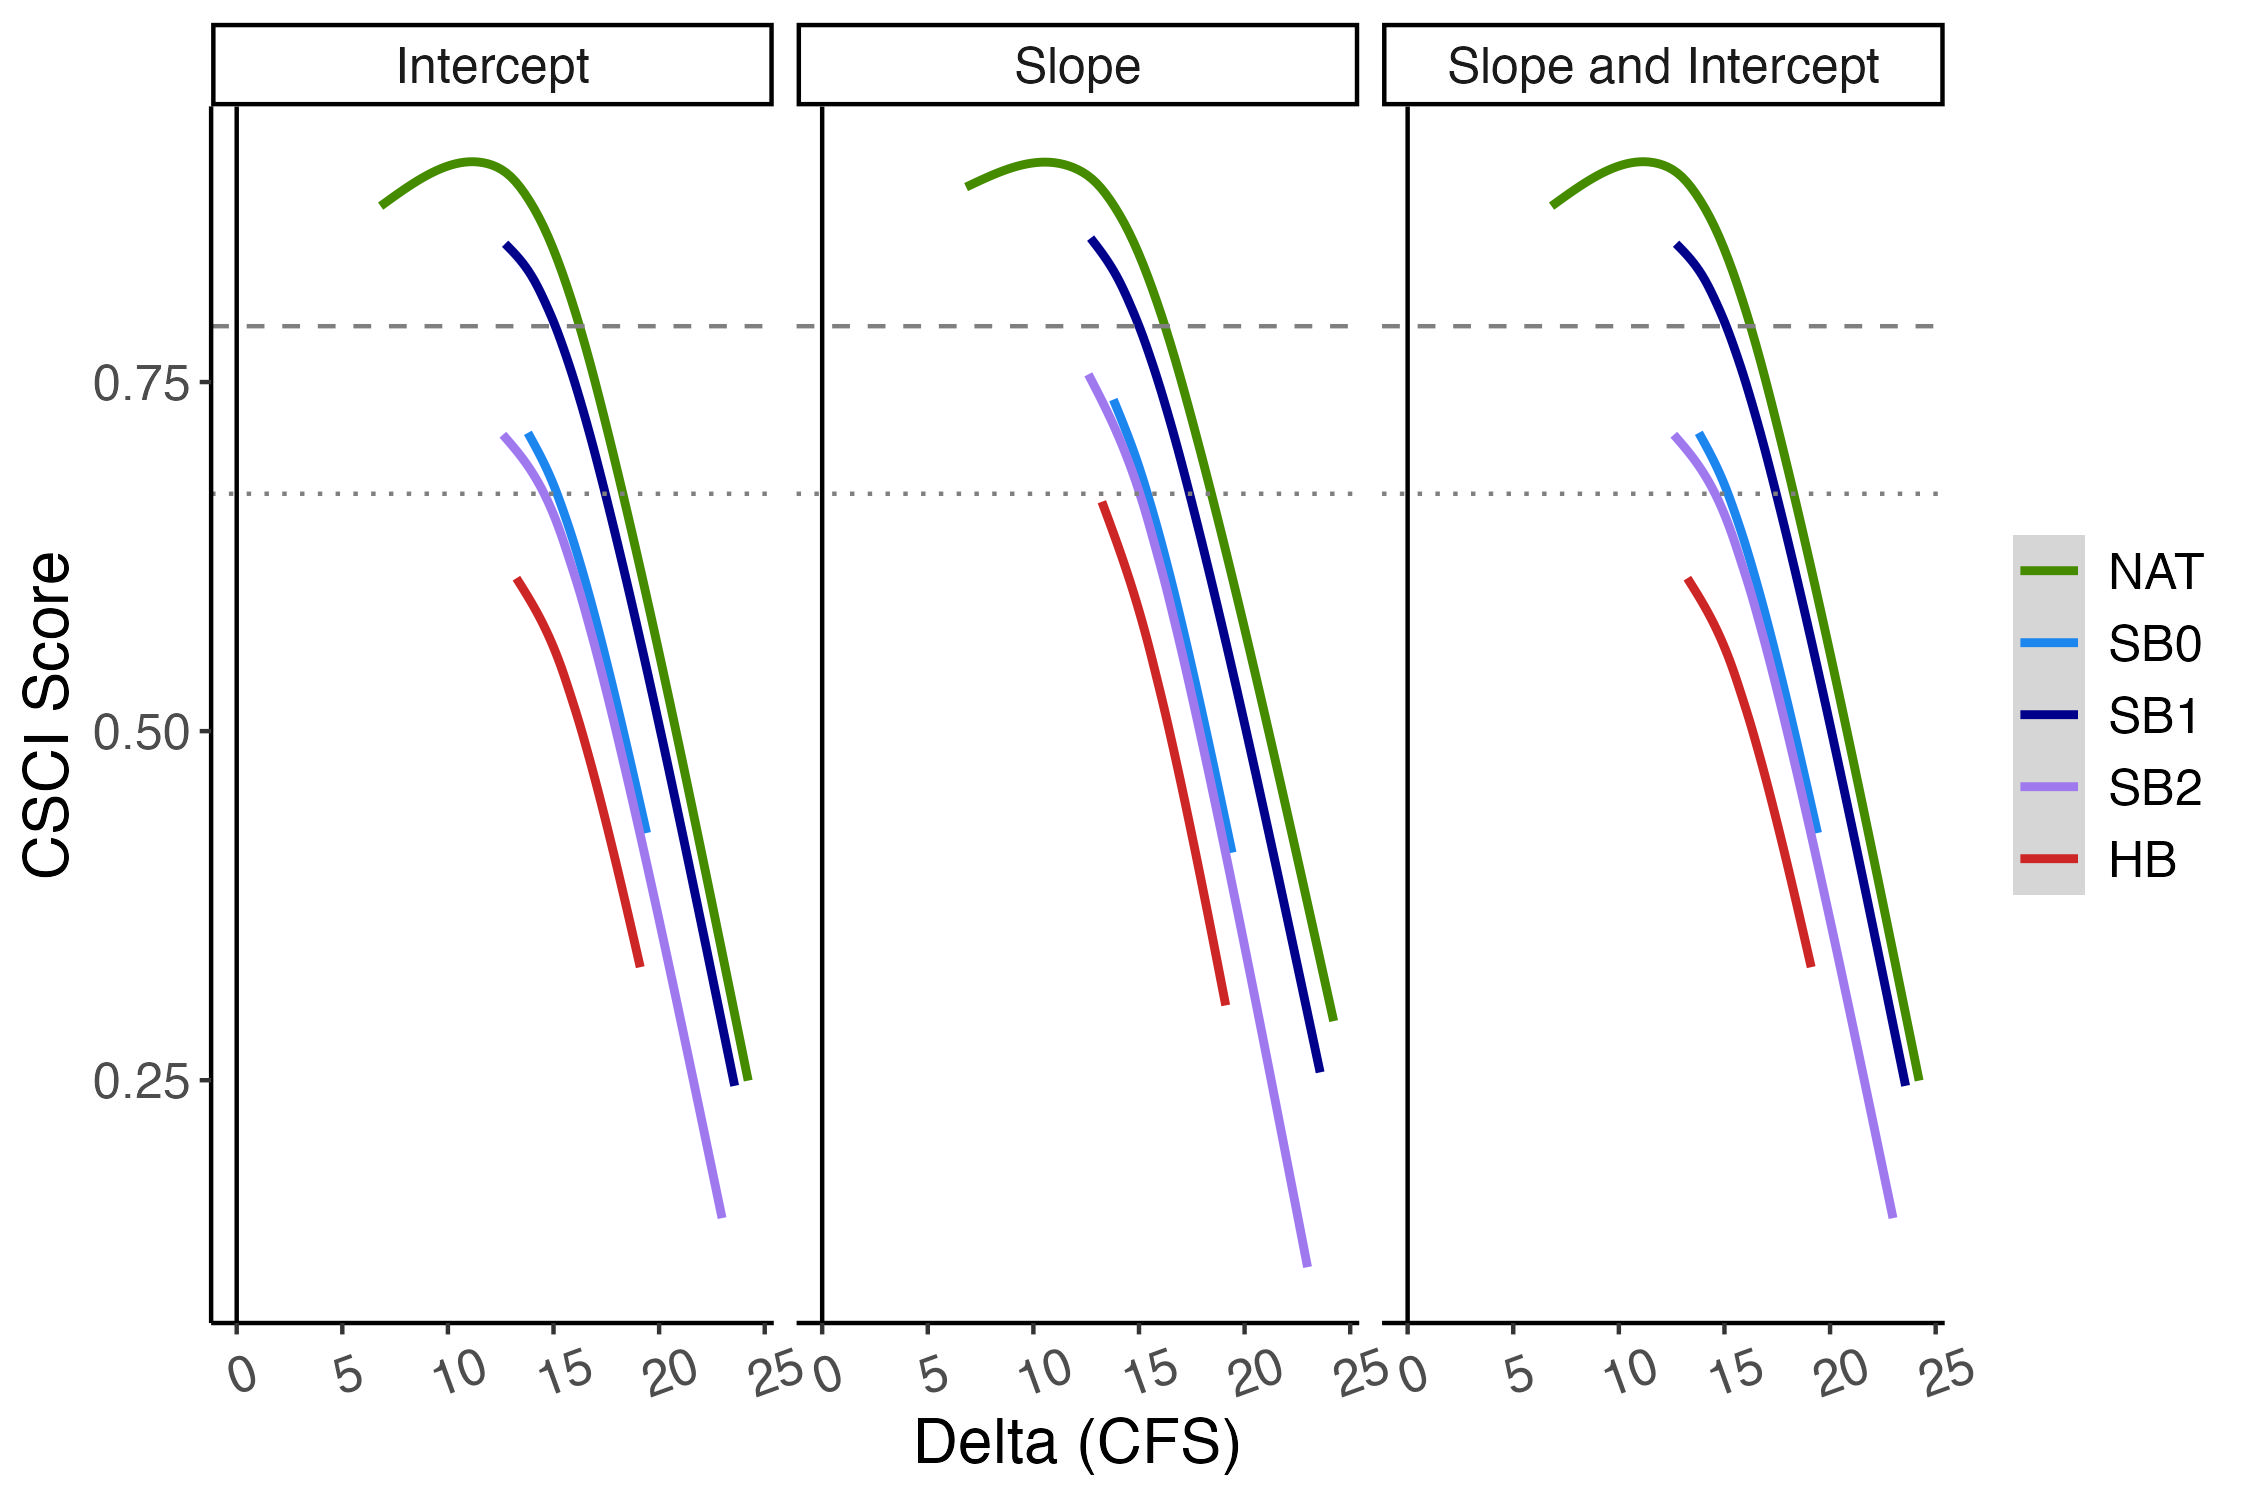 Intercept
Slope
Slope and Intercept
CSCI Score
0.75
0.50
0.25
0 5 10 15 20 25
0 5 10 15 20 25
0 5 10 15 20 25
Delta (CFS)
NAT
SB0
SB1
SB2
HB